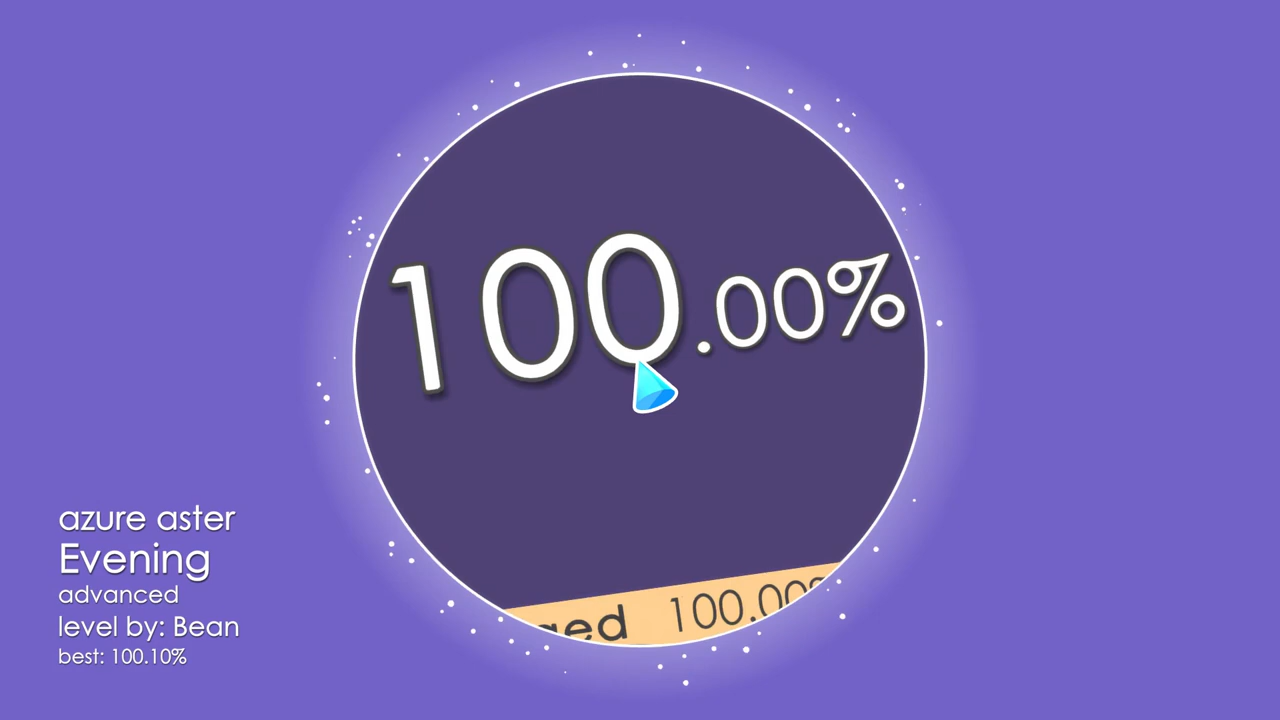 100.00%
100.00%
azure aster
Evening
advanced
level by: Bean
best: 100.10%